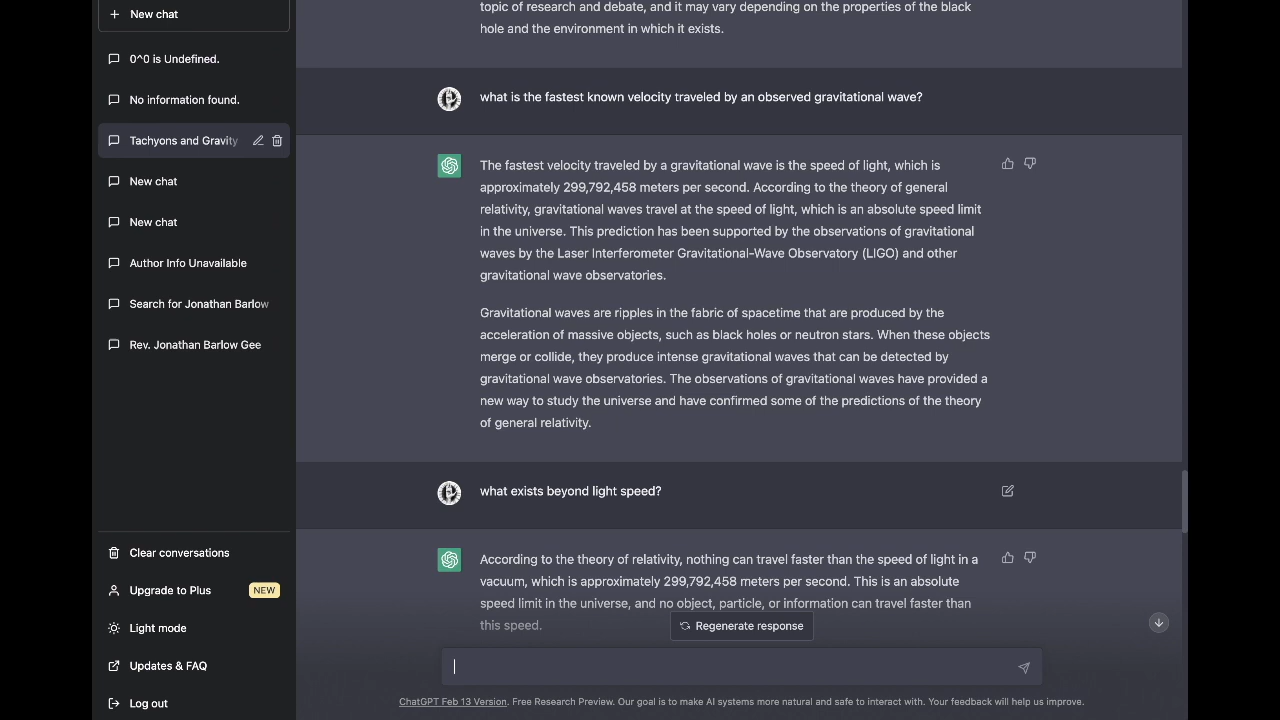 New chat
0^0 is Undefined.
No information found.
Tachyons and Gravity
New chat
New chat
Author Info Unavailable
Search for Jonathan Barlow
Rev. Jonathan Barlow Gee
Clear conversations
Upgrade to Plus NEW
Light mode
Updates & FAQ
Log out
topic of research and debate, and it may vary depending on the properties of the black
hole and the environment in which it exists.
what is the fastest known velocity traveled by an observed gravitational wave?
The fastest velocity traveled by a gravitational wave is the speed of light, which is
approximately 299,792,458 meters per second. According to the theory of general
relativity, gravitational waves travel at the speed of light, which is an absolute speed limit
in the universe. This prediction has been supported by the observations of gravitational
waves by the Laser Interferometer Gravitational-Wave Observatory (LIGO) and other
gravitational wave observatories.
Gravitational waves are ripples in the fabric of spacetime that are produced by the
acceleration of massive objects, such as black holes or neutron stars. When these objects
merge or collide, they produce intense gravitational waves that can be detected by
gravitational wave observatories. The observations of gravitational waves have provided a
new way to study the universe and have confirmed some of the predictions of the theory
of general relativity.
what exists beyond light speed?
According to the theory of relativity, nothing can travel faster than the speed of light in a
vacuum, which is approximately 299,792,458 meters per second. This is an absolute
speed limit in the universe, and no object, particle, or information can travel faster than
this speed.
Regenerate response
ChatGPT Feb 13 Version. Free Research Preview. Our goal is to make AI systems more natural and safe to interact with. Your feedback will help us improve.